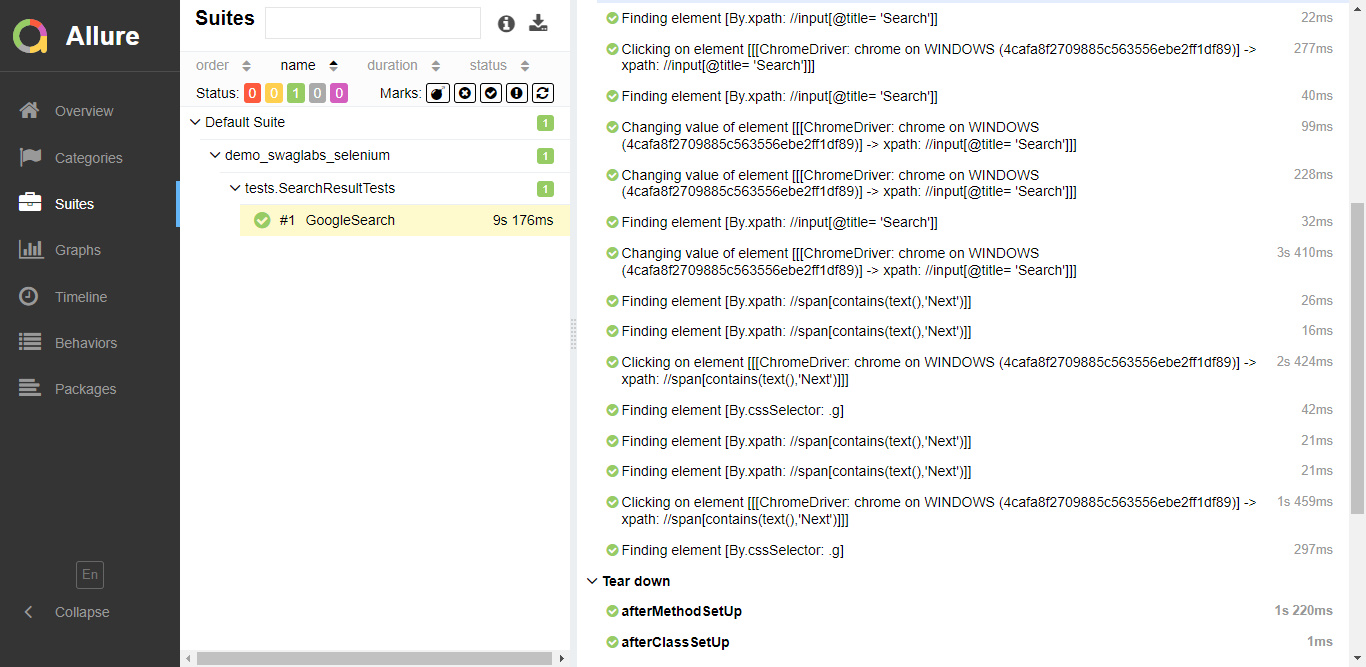 Allure
Overview
Categories
Suites
Graphs
Timeline
Behaviors
Packages
En
Collapse
Suites
order name duration status
Status: 0 0 1 0 0 Marks:
Default Suite 1
demo_swaglabs_selenium 1
tests.SearchResultTests 1
#1 GoogleSearch 9s 176ms
Finding element [By.xpath: //input[@title= 'Search']] 22ms
Clicking on element [[[ChromeDriver: chrome on WINDOWS (4cafa8f2709885c563556ebe2ff1df89)] -> 277ms
xpath: //input[@title= 'Search']]]
Finding element [By.xpath: //input[@title= 'Search']] 40ms
Changing value of element [[[ChromeDriver: chrome on WINDOWS 99ms
(4cafa8f2709885c563556ebe2ff1df89)] -> xpath: //input[@title= 'Search']]]
Changing value of element [[[ChromeDriver: chrome on WINDOWS 228ms
(4cafa8f2709885c563556ebe2ff1df89)] -> xpath: //input[@title= 'Search']]]
Finding element [By.xpath: //input[@title= 'Search']] 32ms
Changing value of element [[[ChromeDriver: chrome on WINDOWS 3s 410ms
(4cafa8f2709885c563556ebe2ff1df89)] -> xpath: //input[@title= 'Search']]]
Finding element [By.xpath: //span[contains(text(),'Next')]] 26ms
Finding element [By.xpath: //span[contains(text(),'Next')]] 16ms
Clicking on element [[[ChromeDriver: chrome on WINDOWS (4cafa8f2709885c563556ebe2ff1df89)] -> 2s 424ms
xpath: //span[contains(text(),'Next')]]]
Finding element [By.cssSelector: .g] 42ms
Finding element [By.xpath: //span[contains(text(),'Next')]] 21ms
Finding element [By.xpath: //span[contains(text(),'Next')]] 21ms
Clicking on element [[[ChromeDriver: chrome on WINDOWS (4cafa8f2709885c563556ebe2ff1df89)] -> 1s 459ms
xpath: //span[contains(text(),'Next')]]]
Finding element [By.cssSelector: .g] 297ms
Tear down
afterMethodSetUp 1s 220ms
afterClassSetUp 1ms